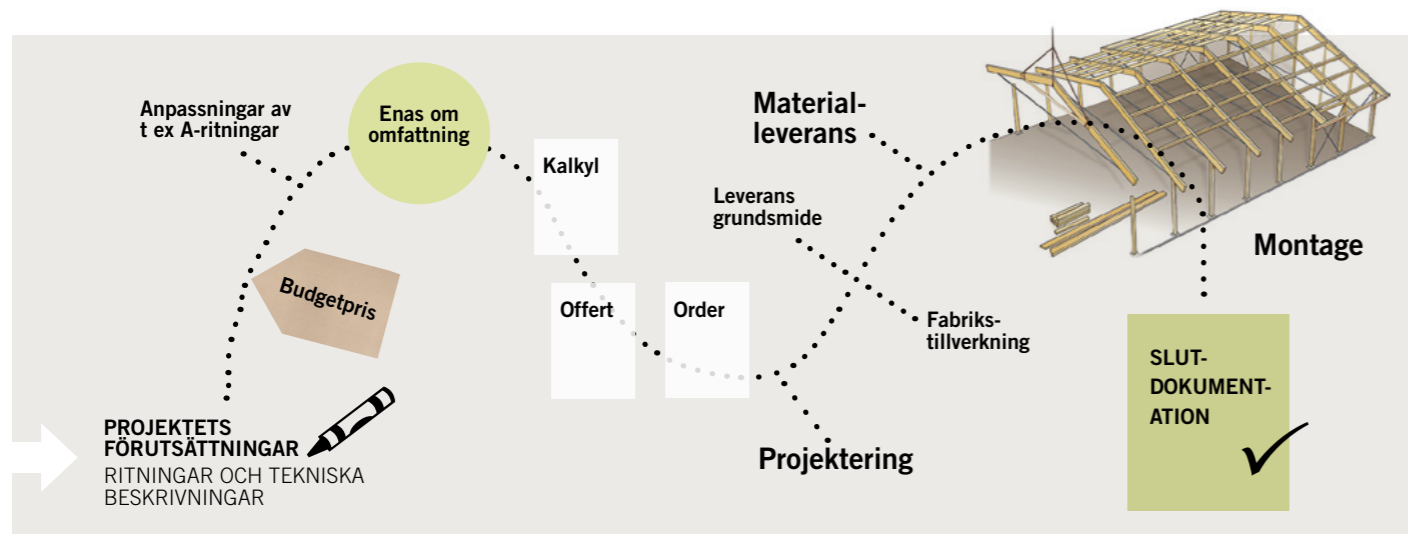 PROJEKTETS
FÖRUTSÄTTNINGAR
RITNINGAR OCH TEKNISKA
BESKRIVNINGAR
Budgetpris
Anpassningar av
t ex A-ritningar
Enas om
omfattning
Kalkyl
Offert
Order
Projektering
Leverans
grundsmide
Fabriks-
tillverkning
Material-
leverans
Montage
SLUT-
DOKUMENT-
ATION